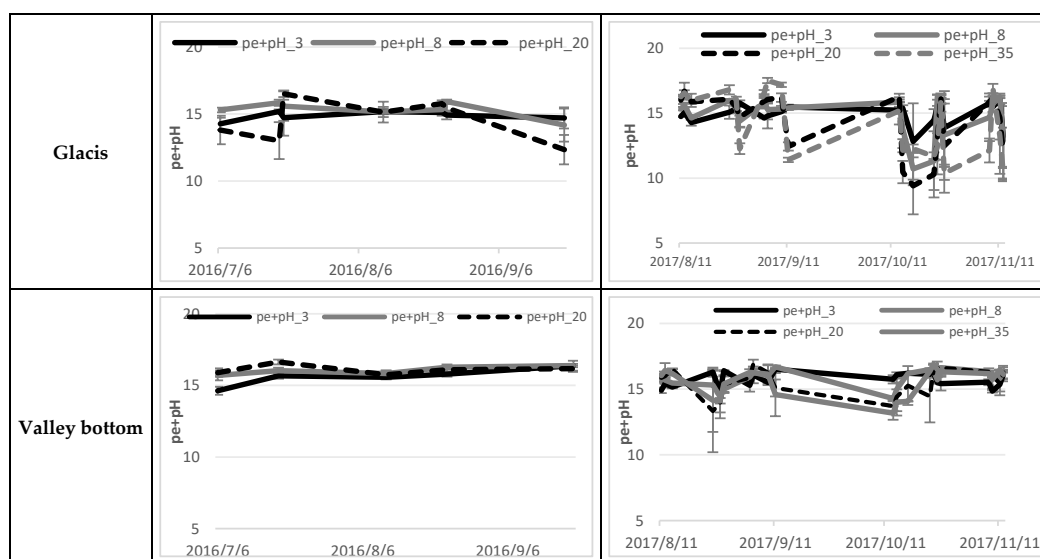 Glacis
pe+pH_3 pe+pH_8 pe+pH_20
20
15
10
5
pe+pH
2016/7/6 2016/8/6 2016/9/6
pe+pH_3 pe+pH_8
pe+pH_20 pe+pH_35
20
15
10
5
pe+pH
2017/8/11 2017/9/11 2017/10/11 2017/11/11
Valley bottom
pe+pH_3 pe+pH_8 pe+pH_20
20
15
10
5
pe+pH
2016/7/6 2016/8/6 2016/9/6
pe+pH_3 pe+pH_8
pe+pH_20 pe+pH_35
20
15
10
5
pe+pH
2017/8/11 2017/9/11 2017/10/11 2017/11/11